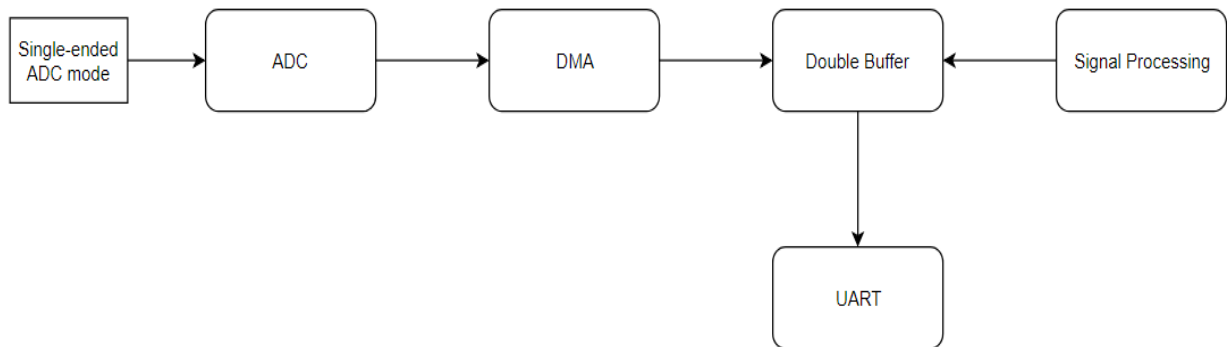 Single-ended
ADC mode
ADC
DMA
Double Buffer
Signal Processing
UART